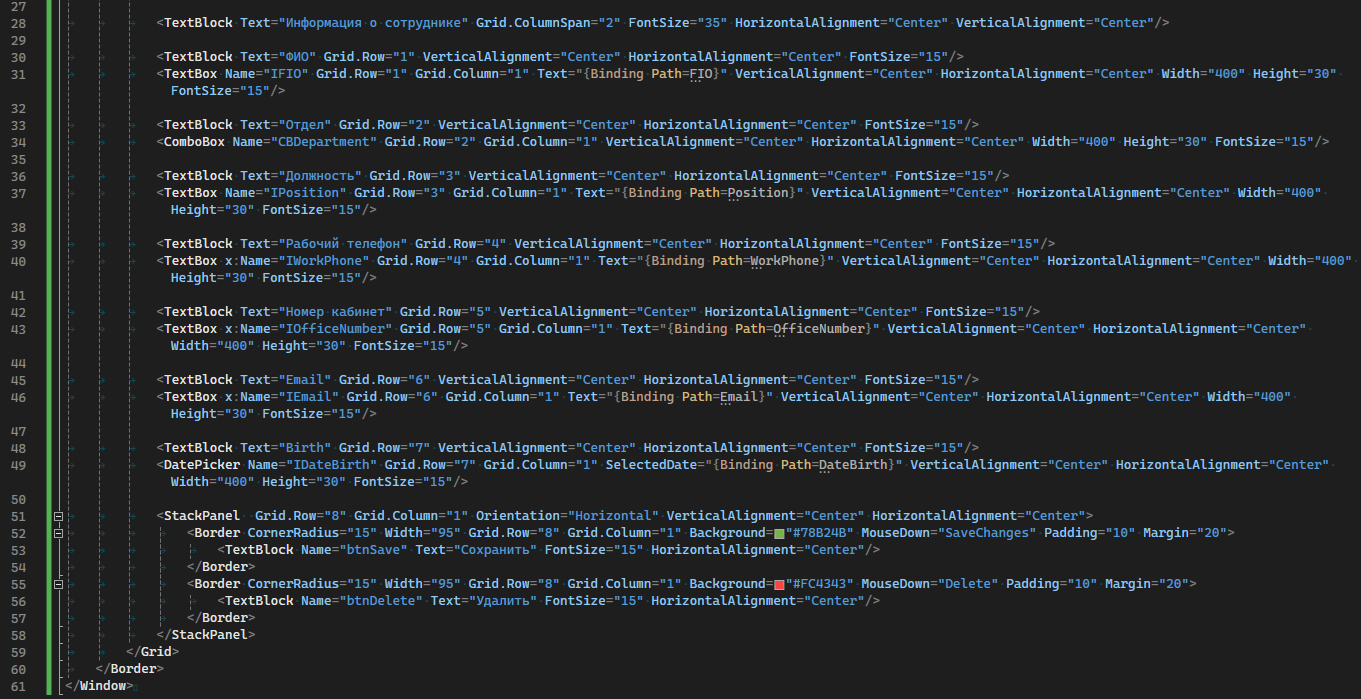 27
28 <TextBlock Text="Информация о сотруднике" Grid.ColumnSpan="2" FontSize="35" HorizontalAlignment="Center" VerticalAlignment="Center"/>
29
30 <TextBlock Text="ФИО" Grid.Row="1" VerticalAlignment="Center" HorizontalAlignment="Center" FontSize="15"/>
31 <TextBox Name="IFIO" Grid.Row="1" Grid.Column="1" Text="{Binding Path=FIO}" VerticalAlignment="Center" HorizontalAlignment="Center" Width="400" Height="30"
FontSize="15"/>
32
33 <TextBlock Text="Отдел" Grid.Row="2" VerticalAlignment="Center" HorizontalAlignment="Center" FontSize="15"/>
34 <ComboBox Name="CBDepartment" Grid.Row="2" Grid.Column="1" VerticalAlignment="Center" HorizontalAlignment="Center" Width="400" Height="30" FontSize="15"/>
35
36 <TextBlock Text="Должность" Grid.Row="3" VerticalAlignment="Center" HorizontalAlignment="Center" FontSize="15"/>
37 <TextBox Name="IPosition" Grid.Row="3" Grid.Column="1" Text="{Binding Path=Position}" VerticalAlignment="Center" HorizontalAlignment="Center" Width="400"
Height="30" FontSize="15"/>
38
39 <TextBlock Text="Рабочий телефон" Grid.Row="4" VerticalAlignment="Center" HorizontalAlignment="Center" FontSize="15"/>
40 <TextBox x:Name="IWorkPhone" Grid.Row="4" Grid.Column="1" Text="{Binding Path=WorkPhone}" VerticalAlignment="Center" HorizontalAlignment="Center" Width="400"
Height="30" FontSize="15"/>
41
42 <TextBlock Text="Номер кабинет" Grid.Row="5" VerticalAlignment="Center" HorizontalAlignment="Center" FontSize="15"/>
43 <TextBox x:Name="IOfficeNumber" Grid.Row="5" Grid.Column="1" Text="{Binding Path=OfficeNumber}" VerticalAlignment="Center" HorizontalAlignment="Center"
Width="400" Height="30" FontSize="15"/>
44
45 <TextBlock Text="Email" Grid.Row="6" VerticalAlignment="Center" HorizontalAlignment="Center" FontSize="15"/>
46 <TextBox x:Name="IEmail" Grid.Row="6" Grid.Column="1" Text="{Binding Path=Email}" VerticalAlignment="Center" HorizontalAlignment="Center" Width="400"
Height="30" FontSize="15"/>
47
48 <TextBlock Text="Birth" Grid.Row="7" VerticalAlignment="Center" HorizontalAlignment="Center" FontSize="15"/>
49 <DatePicker Name="IDateBirth" Grid.Row="7" Grid.Column="1" SelectedDate="{Binding Path=DateBirth}" VerticalAlignment="Center" HorizontalAlignment="Center"
Width="400" Height="30" FontSize="15"/>
50
51 <StackPanel  Grid.Row="8" Grid.Column="1" Orientation="Horizontal" VerticalAlignment="Center" HorizontalAlignment="Center">
52 <Border CornerRadius="15" Width="95" Grid.Row="8" Grid.Column="1" Background="#78B24B" MouseDown="SaveChanges" Padding="10" Margin="20">
53 <TextBlock Name="btnSave" Text="Сохранить" FontSize="15" HorizontalAlignment="Center"/>
54 </Border>
55 <Border CornerRadius="15" Width="95" Grid.Row="8" Grid.Column="1" Background="#FC4343" MouseDown="Delete" Padding="10" Margin="20">
56 <TextBlock Name="btnDelete" Text="Удалить" FontSize="15" HorizontalAlignment="Center"/>
57 </Border>
58 </StackPanel>
59 </Grid>
60 </Border>
61 </Window>